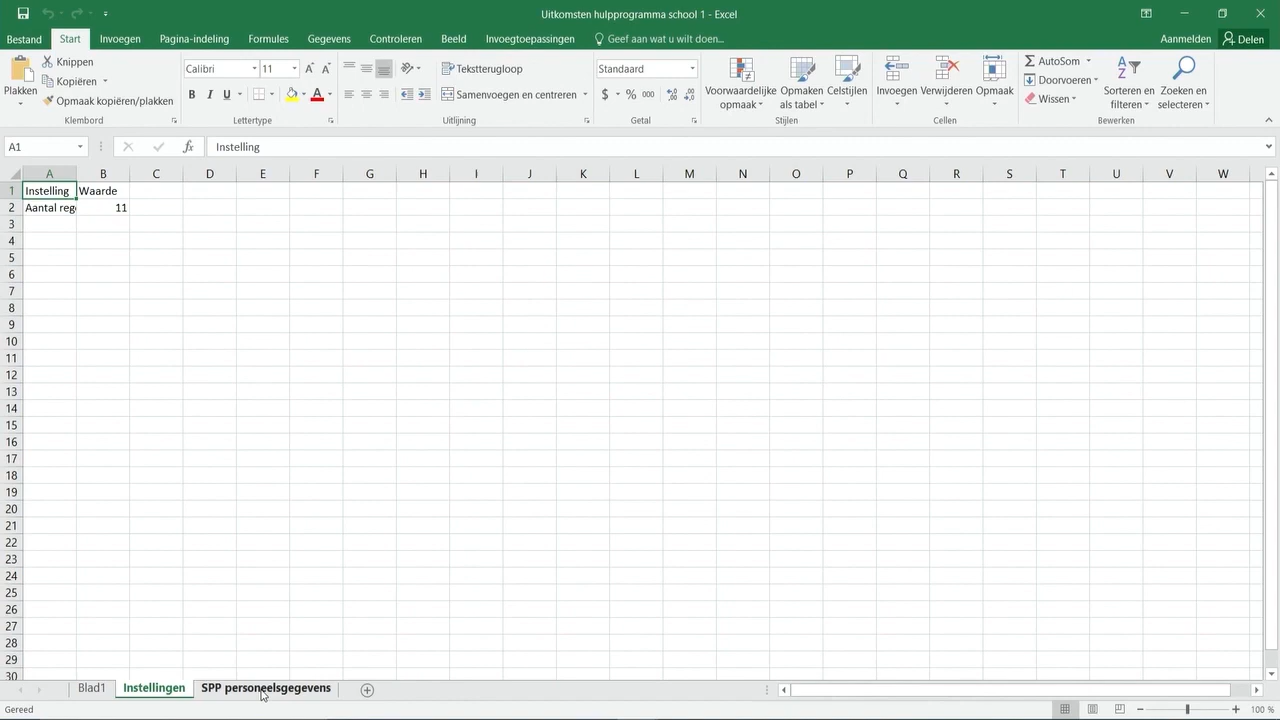 Uitkomsten hulpprogramma school 1 - Excel
Bestand Start Invoegen Pagina-indeling Formules Gegevens Controleren Beeld Invoegtoepassingen Geef aan wat u wilt doen... Aanmelden Delen
Plakken
Knippen
Kopiëren
Opmaak kopiëren/plakken
Klembord
Calibri 11
B I U
Lettertype
Tekstterugloop
Samenvoegen en centreren
Uitlijning
Standaard
$ % 000
Getal
Voorwaardelijke opmaak
Opmaken als tabel
Celstijlen
Stijlen
Invoegen Verwijderen Opmaak
Cellen
AutoSom
Doorvoeren
Wissen
Sorteren en filteren
Zoeken en selecteren
Bewerken
A1 fx Instelling
A B C D E F G H I J K L M N O P Q R S T U V W
1 Instelling Waarde
2 Aantal reg 11
3
4
5
6
7
8
9
10
11
12
13
14
15
16
17
18
19
20
21
22
23
24
25
26
27
28
29
30
Blad1 Instellingen SPP personeelsgegevens
Gereed 100 %